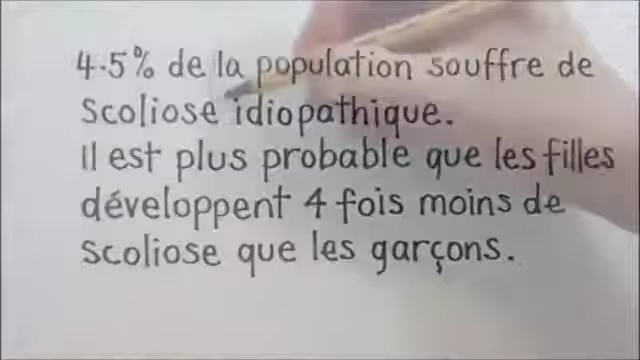 4.5% de la population souffre de
Scoliose idiopathique.
Il est plus probable que les filles
développent 4 fois moins de
scoliose que les garçons.